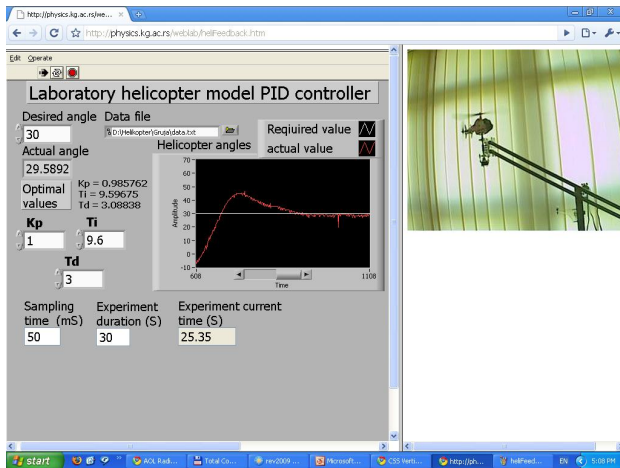 http://physics.kg.ac.rs/we...
http://physics.kg.ac.rs/weblab/heliFeedback.htm
Edit Operate
Laboratory helicopter model PID controller
Desired angle
Data file
30
D:\Helikopter\Gruja\data.txt
Reqiuired value
actual value
Actual angle
29.5892
Helicopter angles
Optimal values
Kp = 0.985762
Ti = 9.59675
Td = 3.08838
Kp
Ti
1
9.6
Td
3
Amplitude
70
60
50
40
30
20
10
0
-10
608
1108
Time
Sampling time (mS)
Experiment duration (S)
Experiment current time (S)
50
30
25.35
start
AOL Radi...
Total Co...
rev2009 ...
Microsoft...
CSS Verti...
http://ph...
heliFeed...
EN
5:08 PM